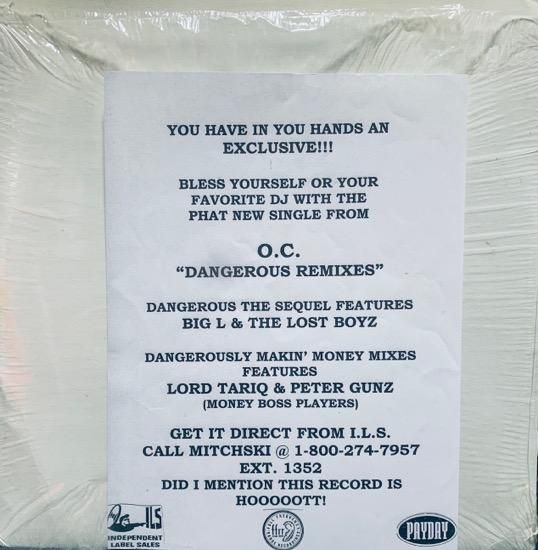 YOU HAVE IN YOU HANDS AN
EXCLUSIVE!!!
BLESS YOURSELF OR YOUR
FAVORITE DJ WITH THE
PHAT NEW SINGLE FROM
O.C.
“DANGEROUS REMIXES”
DANGEROUS THE SEQUEL FEATURES
BIG L & THE LOST BOYZ
DANGEROUSLY MAKIN’ MONEY MIXES
FEATURES
LORD TARIQ & PETER GUNZ
(MONEY BOSS PLAYERS)
GET IT DIRECT FROM I.L.S.
CALL MITCHSKI @ 1-800-274-7957
EXT. 1352
DID I MENTION THIS RECORD IS
HOOOOOTT!
ILS
INDEPENDENT
LABEL SALES
PAYDAY